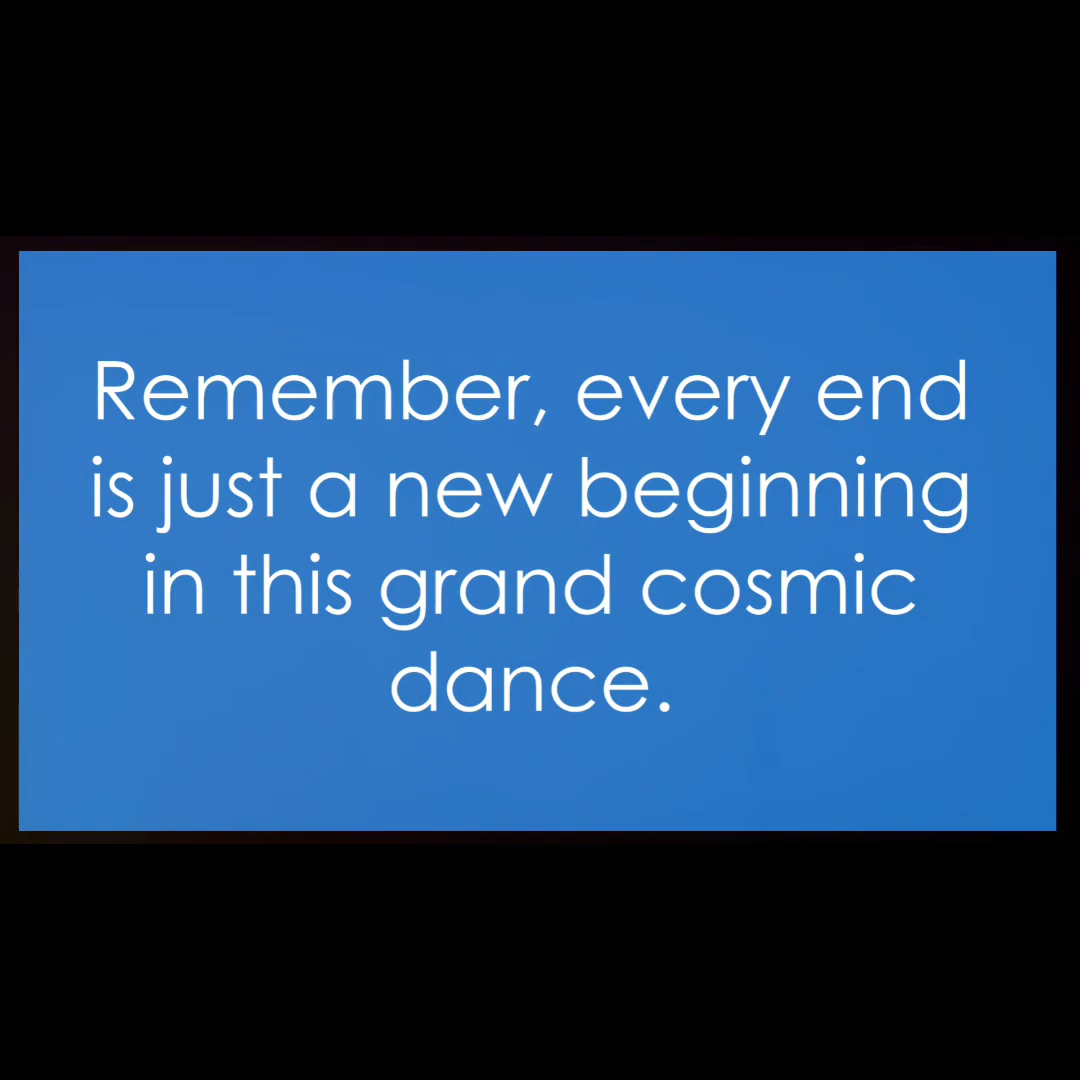 Remember, every end
is just a new beginning
in this grand cosmic
dance.